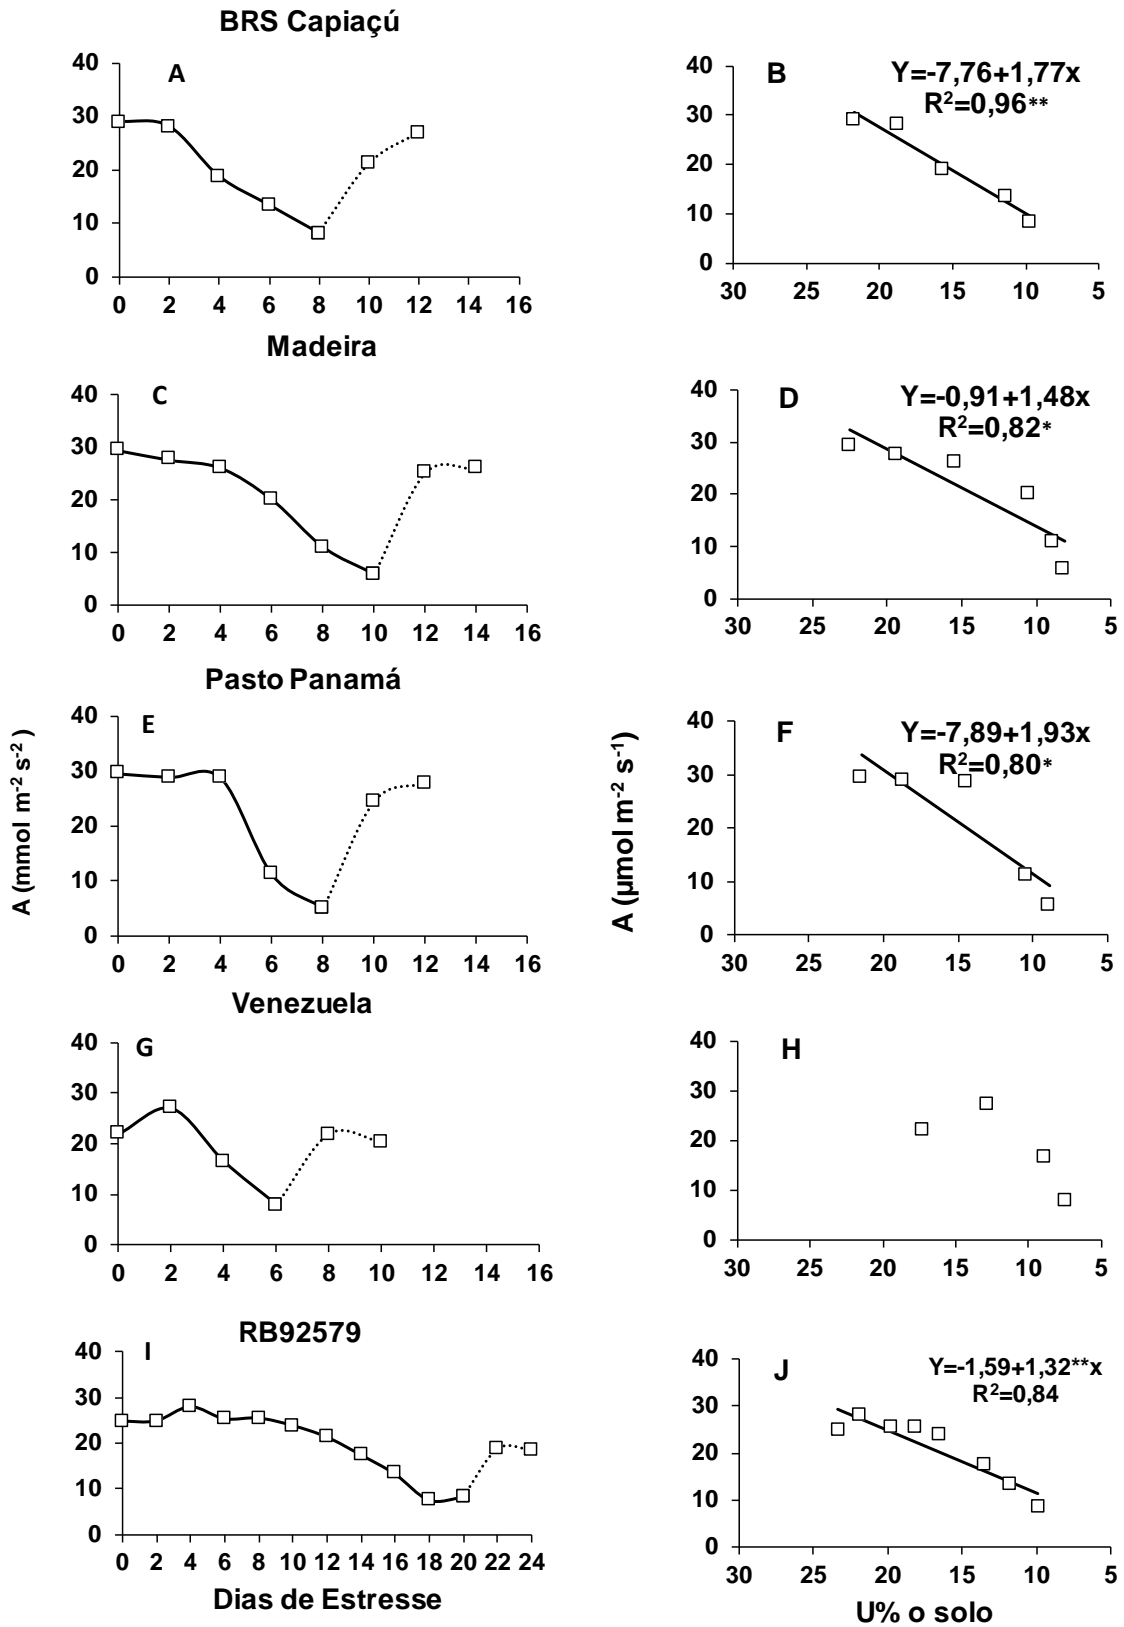 BRS Capiaçú
A
40
30
20
10
0
0 2 4 6 8 10 12 14 16
B
Y=-7,76+1,77x
R²=0,96**
40
30
20
10
0
30 25 20 15 10 5
Madeira
C
40
30
20
10
0
0 2 4 6 8 10 12 14 16
D
Y=-0,91+1,48x
R²=0,82*
40
30
20
10
0
30 25 20 15 10 5
Pasto Panamá
E
40
30
20
10
0
0 2 4 6 8 10 12 14 16
A (mmol m⁻² s⁻²)
F
Y=-7,89+1,93x
R²=0,80*
40
30
20
10
0
30 25 20 15 10 5
A (µmol m⁻² s⁻¹)
Venezuela
G
40
30
20
10
0
0 2 4 6 8 10 12 14 16
H
40
30
20
10
0
30 25 20 15 10 5
RB92579
I
40
30
20
10
0
0 2 4 6 8 10 12 14 16 18 20 22 24
Dias de Estresse
J
Y=-1,59+1,32**x
R²=0,84
40
30
20
10
0
30 25 20 15 10 5
U% o solo